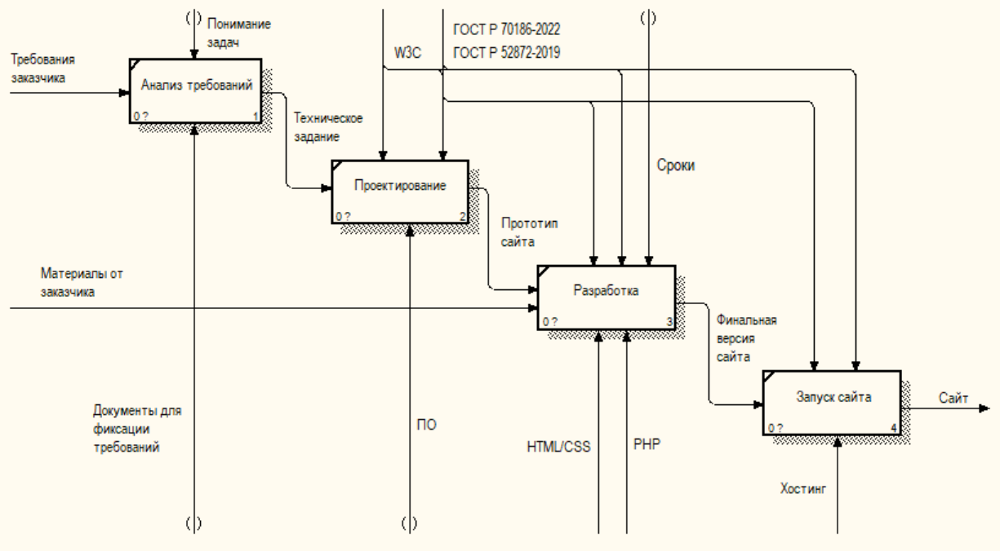 ()
Понимание
задач
Требования
заказчика
Анализ требований
0 ?
1
W3C
ГОСТ Р 70186-2022
ГОСТ Р 52872-2019
()
Техническое
задание
Проектирование
0 ?
2
Сроки
Прототип
сайта
Материалы от
заказчика
Разработка
0 ?
3
Финальная
версия
сайта
Запуск сайта
0 ?
4
Сайт
Документы для
фиксации
требований
ПО
HTML/CSS
PHP
Хостинг
()
()